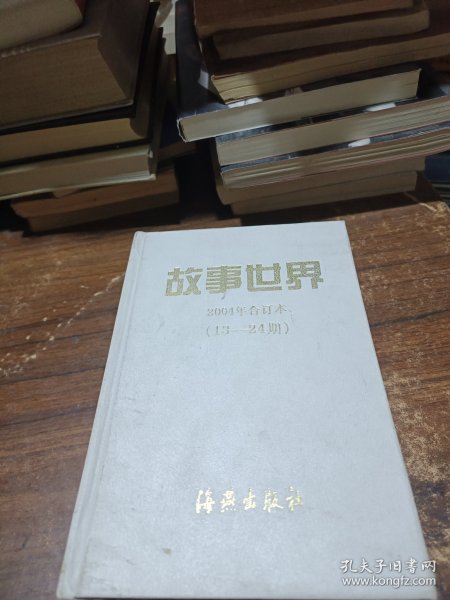 故事世界
2004年合订本
(13—24期)
海燕出版社
孔夫子旧书网
www.kongfz.com